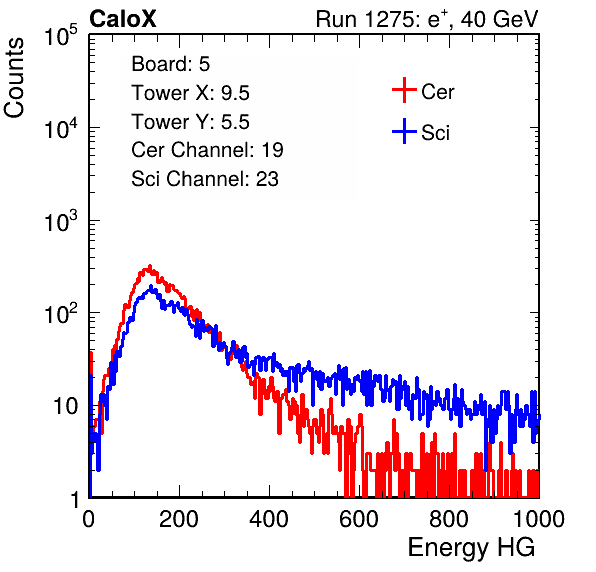 CaloX Run 1275: e⁺, 40 GeV
Counts
Board: 5
Tower X: 9.5
Tower Y: 5.5
Cer Channel: 19
Sci Channel: 23
Cer
Sci
10⁵
10⁴
10³
10²
10
1
0 200 400 600 800 1000
Energy HG